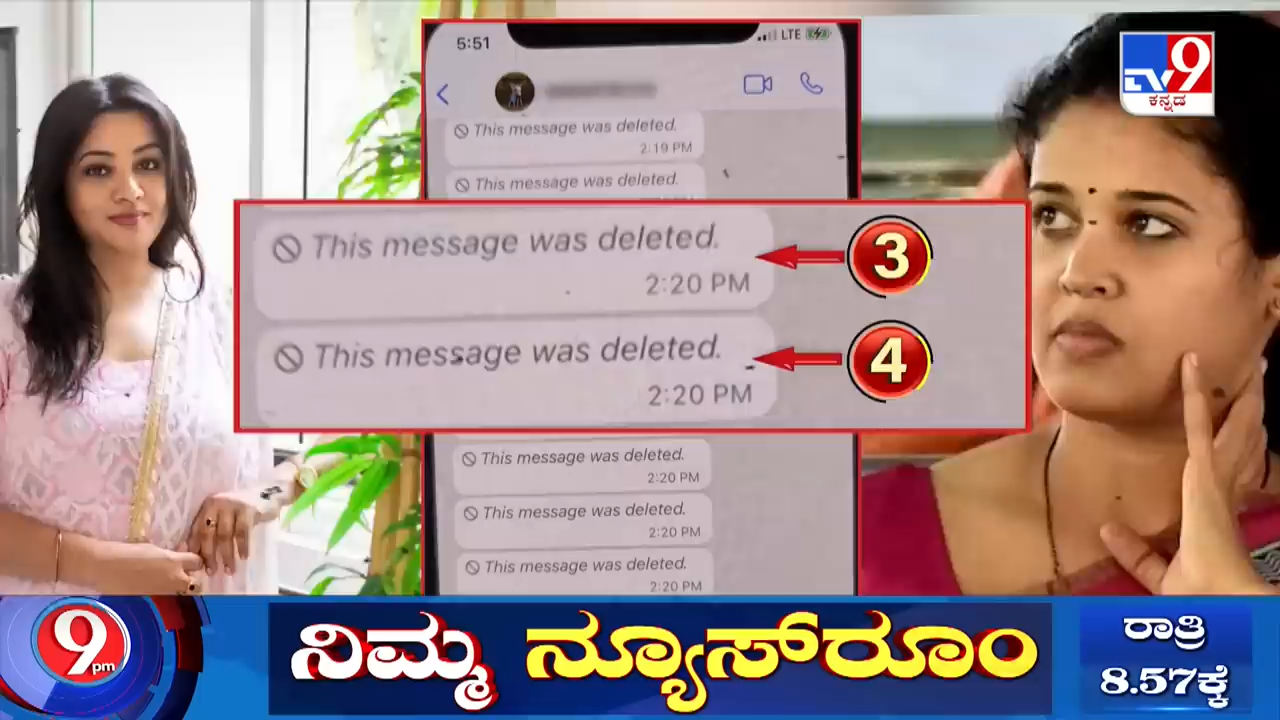 5:51
LTE
TV9
ಕನ್ನಡ
This message was deleted.
2:19 PM
This message was deleted.
This message was deleted.
2:20 PM
3
This message was deleted.
2:20 PM
4
This message was deleted.
2:20 PM
This message was deleted.
2:20 PM
This message was deleted.
2:20 PM
9
pm
ನಿಮ್ಮ ನ್ಯೂಸ್‌ರೂಂ
ರಾತ್ರಿ
8.57ಕ್ಕೆ